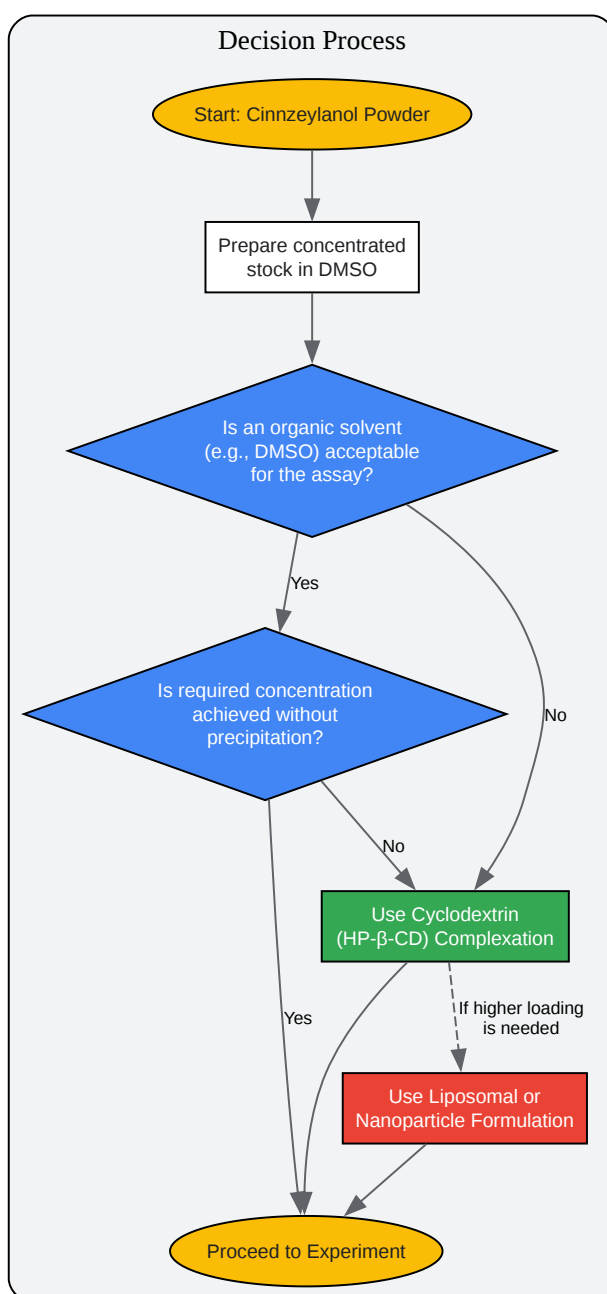 Decision Process
Start: Cinnzeylanol Powder
Prepare concentrated
stock in DMSO
Is an organic solvent
(e.g., DMSO) acceptable
for the assay?
Yes
Is required concentration
achieved without
precipitation?
No
No
Use Cyclodextrin
(HP-β-CD) Complexation
Yes
If higher loading
is needed
Use Liposomal or
Nanoparticle Formulation
Proceed to Experiment